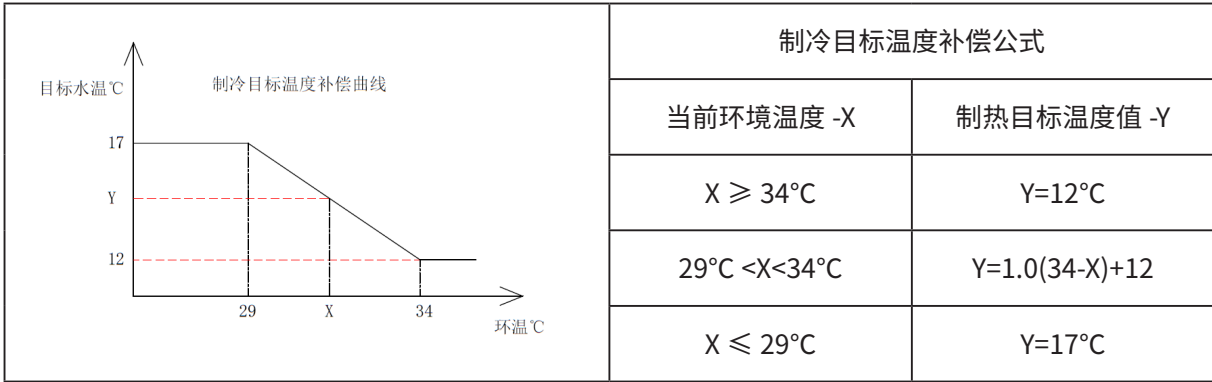 目标水温℃
制冷目标温度补偿曲线
17
Y
12
29
X
34
环温℃
制冷目标温度补偿公式
当前环境温度 -X
制热目标温度值 -Y
X ≥ 34°C
Y=12°C
29°C <X<34°C
Y=1.0(34-X)+12
X ≤ 29°C
Y=17°C